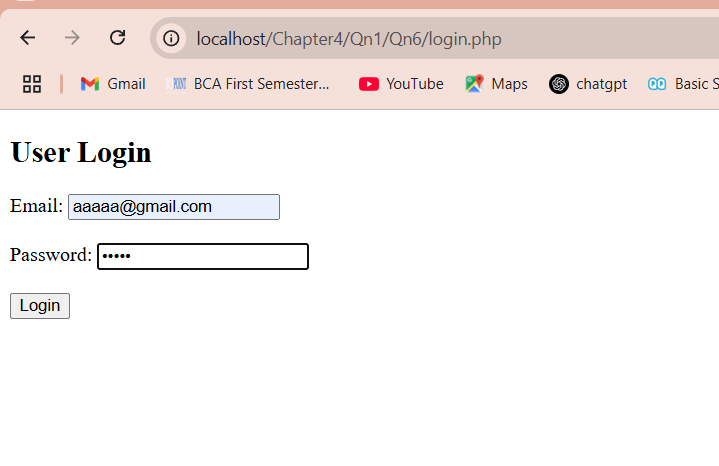 localhost/Chapter4/Qn1/Qn6/login.php
Gmail BCA First Semester... YouTube Maps chatgpt Basic S
User Login
Email: aaaaa@gmail.com
Password: •••••
Login